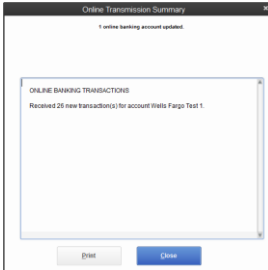 Online Transmission Summary
1 online banking account updated.
ONLINE BANKING TRANSACTIONS
Received 26 new transaction(s) for account Wells Fargo Test 1.
Print Close